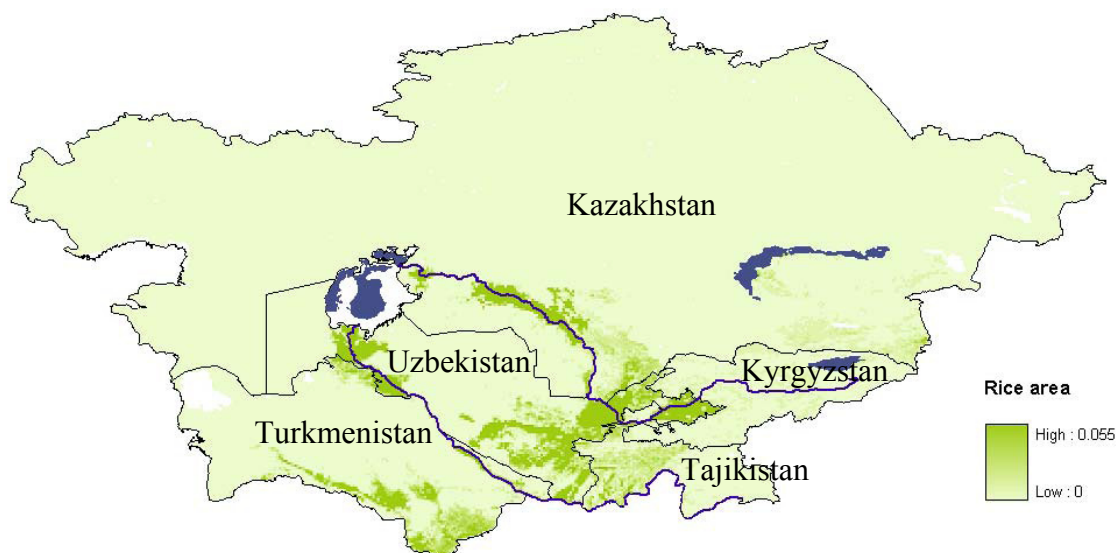 Kazakhstan
Uzbekistan
Kyrgyzstan
Turkmenistan
Tajikistan
Rice area
High : 0.055
Low : 0